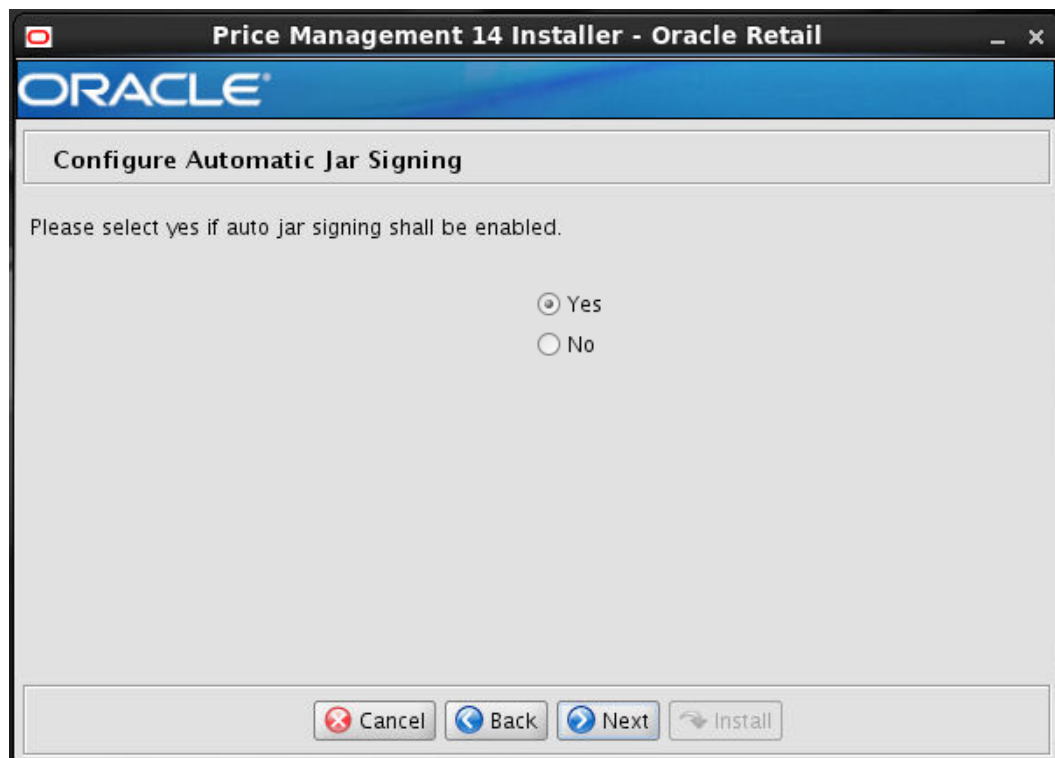 Price Management 14 Installer - Oracle Retail
ORACLE®
Configure Automatic Jar Signing
Please select yes if auto jar signing shall be enabled.
Yes
No
Cancel Back Next Install